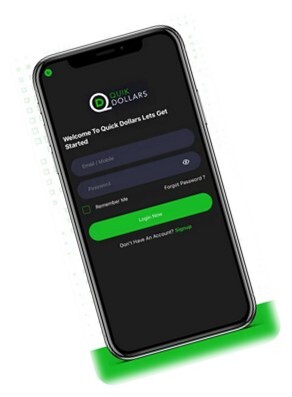 QUIK
DOLLARS
Welcome To Quick Dollars Lets Get
Started
Email / Mobile
Password
Remember Me
Forgot Password ?
Login Now
Don't Have An Account? Signup